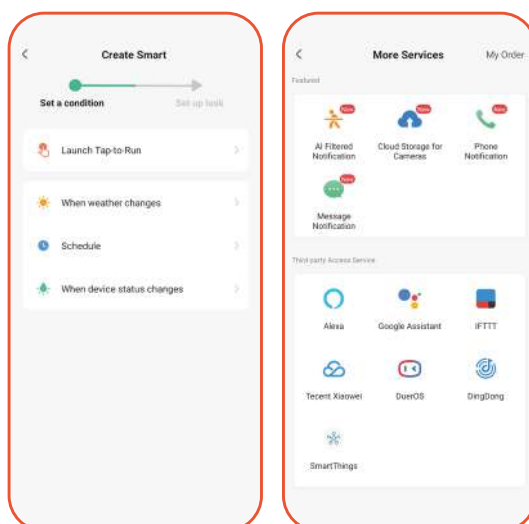 Create Smart
Set a condition
Set up task
Launch Tap-to-Run
When weather changes
Schedule
When device status changes
More Services
My Order
Featured
New
New
New
AI Filtered
Notification
Cloud Storage for
Cameras
Phone
Notification
New
Message
Notification
Third party Access Service
Alexa
Google Assistant
IFTTT
Tecent Xiaowei
DuerOS
DingDong
SmartThings